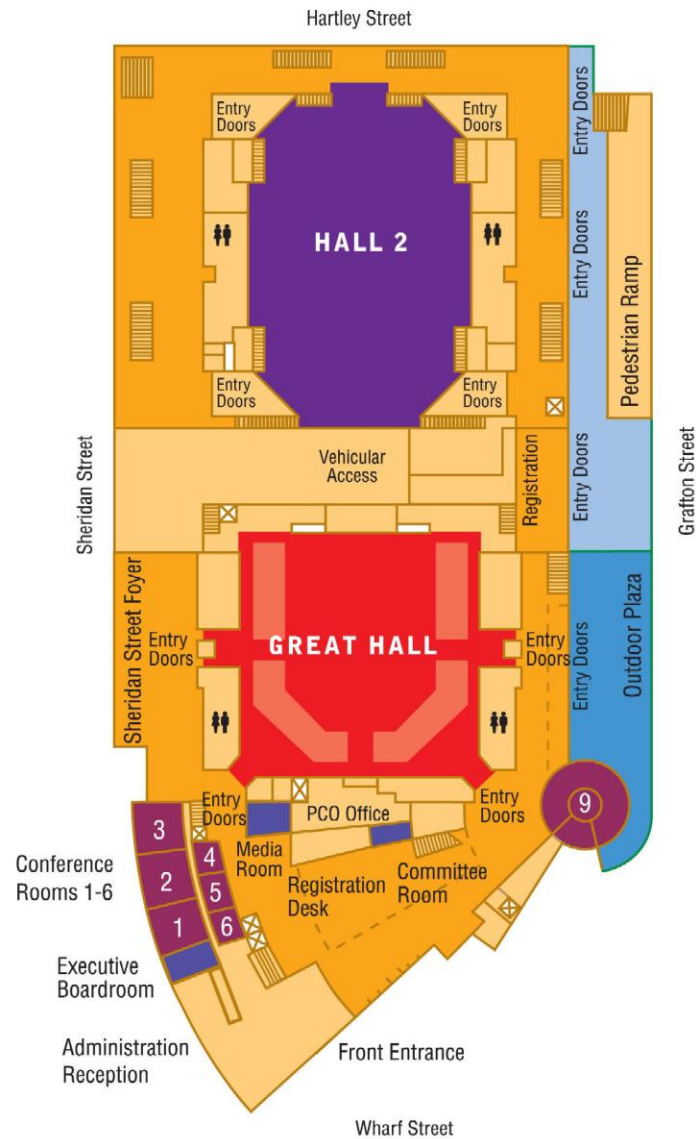 Hartley Street
Entry
Doors
Entry
Doors
Entry Doors
HALL 2
Entry Doors
Pedestrian Ramp
Entry
Doors
Entry
Doors
Sheridan Street
Vehicular
Access
Registration
Entry Doors
Grafton Street
Sheridan Street Foyer
Entry
Doors
GREAT HALL
Entry
Doors
Entry Doors
Outdoor Plaza
Entry
Doors
PCO Office
Entry
Doors
9
Media
Room
Registration
Desk
Committee
Room
3
2
1
4
5
6
Conference
Rooms 1-6
Executive
Boardroom
Administration
Reception
Front Entrance
Wharf Street